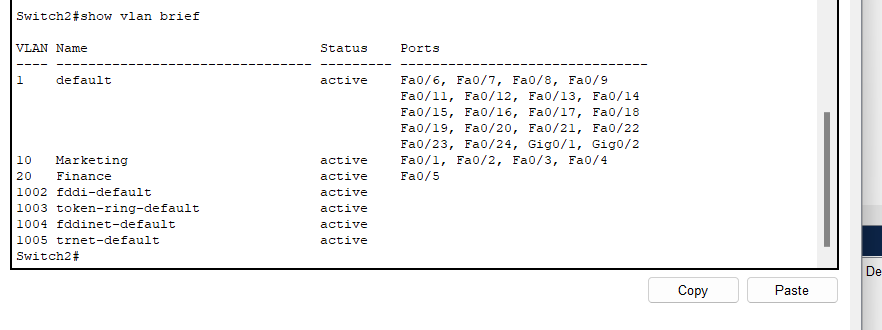 Switch2#show vlan brief
VLAN Name                             Status    Ports
---- -------------------------------- --------- -------------------------------
1    default                          active    Fa0/6, Fa0/7, Fa0/8, Fa0/9
                                                Fa0/11, Fa0/12, Fa0/13, Fa0/14
                                                Fa0/15, Fa0/16, Fa0/17, Fa0/18
                                                Fa0/19, Fa0/20, Fa0/21, Fa0/22
                                                Fa0/23, Fa0/24, Gig0/1, Gig0/2
10   Marketing                        active    Fa0/1, Fa0/2, Fa0/3, Fa0/4
20   Finance                          active    Fa0/5
1002 fddi-default                     active
1003 token-ring-default               active
1004 fddinet-default                  active
1005 trnet-default                    active
Switch2#
Copy Paste
De